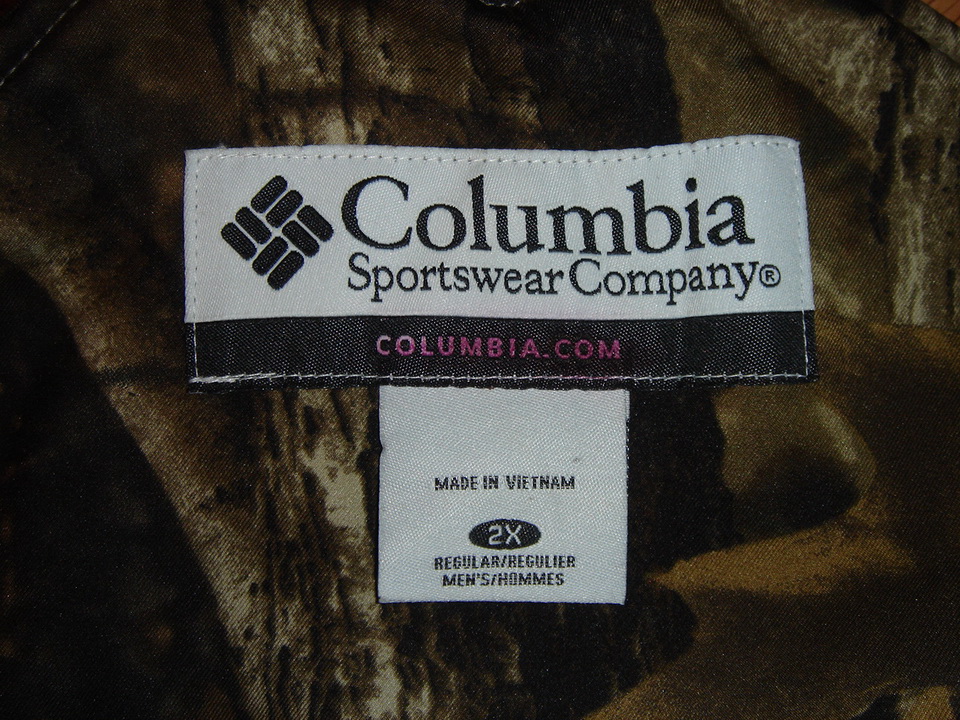 Columbia
Sportswear Company®
COLUMBIA.COM
MADE IN VIETNAM
2X
REGULAR/REGULIER
MEN'S/HOMMES